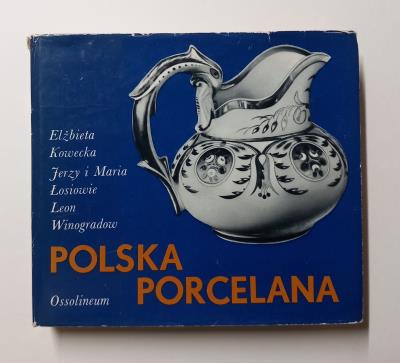 Elżbieta
Kowecka
Jerzy i Maria
Łosiowie
Leon
Winogradow
POLSKA
PORCELANA
Ossolineum